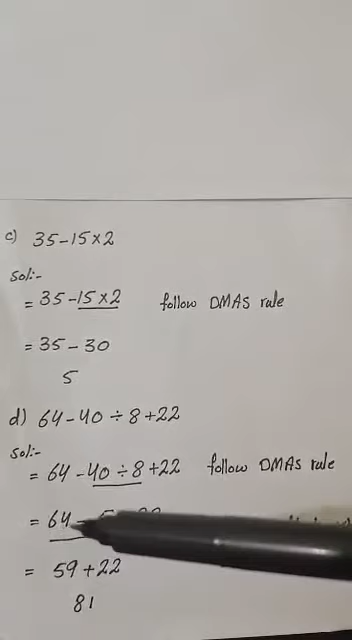 c) 35-15×2
Sol:-
= 35-15×2 follow DMAS rule
= 35-30
5
d) 64-40÷8+22
Sol:-
= 64-40÷8+22 follow DMAS rule
= 64-
= 59+22
81